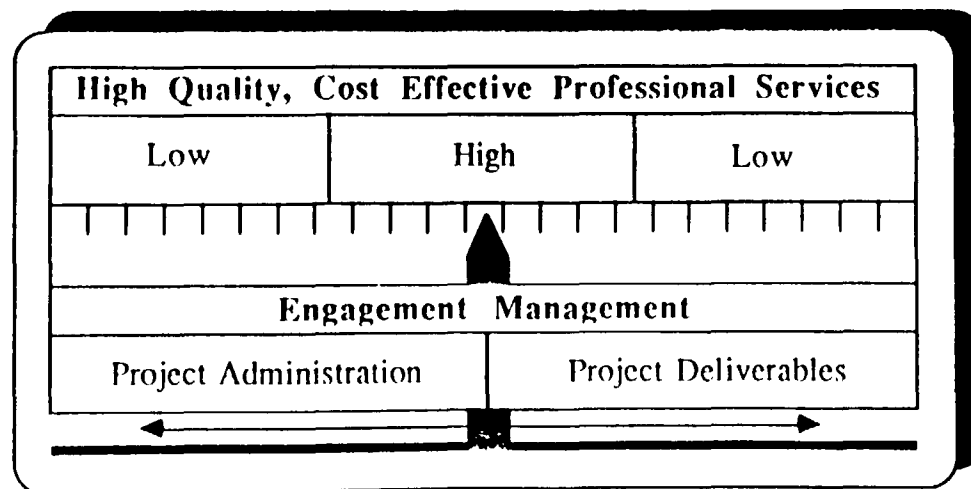 High Quality, Cost Effective Professional Services
Low High Low
Engagement Management
Project Administration Project Deliverables